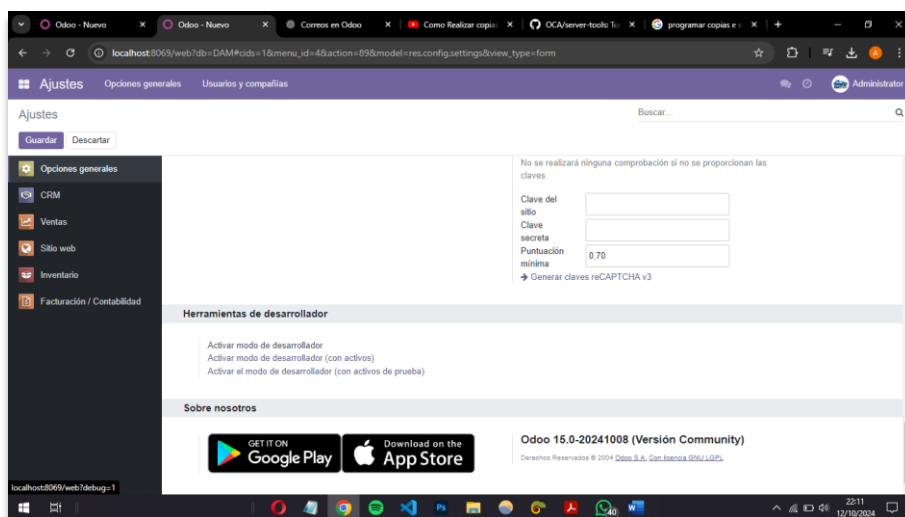 Odoo - Nuevo
Odoo - Nuevo
Correos en Odoo
Como Realizar copia
OCA/server-tools: To
programar copias e s
localhost:8069/web?db=DAM#cids=1&menu_id=4&action=89&model=res.config.settings&view_type=form
Ajustes
Opciones generales
Usuarios y compañías
Administrator
Ajustes
Buscar...
Guardar
Descartar
Opciones generales
CRM
Ventas
Sitio web
Inventario
Facturación / Contabilidad
No se realizará ninguna comprobación si no se proporcionan las
claves.
Clave del
sitio
Clave
secreta
Puntuación
mínima
0,70
Generar claves reCAPTCHA v3
Herramientas de desarrollador
Activar modo de desarrollador
Activar modo de desarrollador (con activos)
Activar el modo de desarrollador (con activos de prueba)
Sobre nosotros
GET IT ON
Google Play
Download on the
App Store
Odoo 15.0-20241008 (Versión Community)
Derechos Reservados © 2004 Odoo S.A. Con licencia GNU LGPL.
localhost:8069/web?debug=1
Ps
40
22:11
12/10/2024